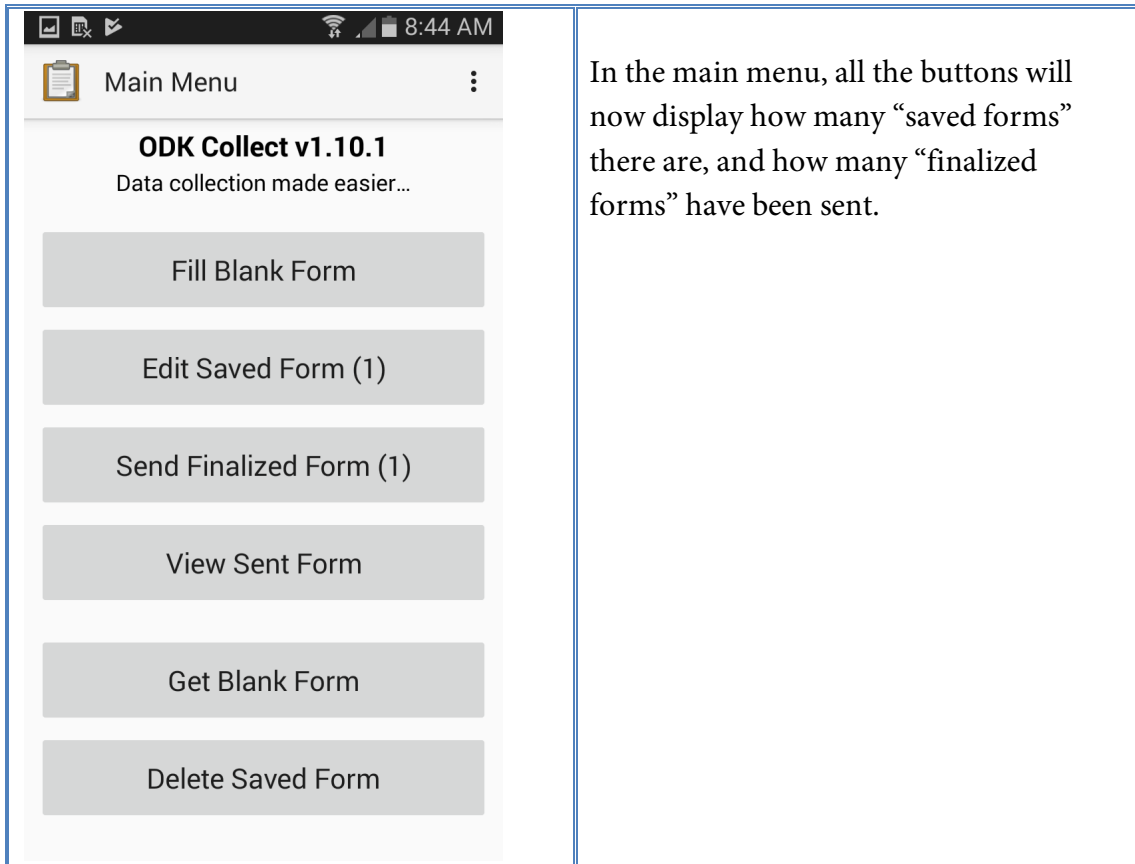 8:44 AM
Main Menu
ODK Collect v1.10.1
Data collection made easier...
Fill Blank Form
Edit Saved Form (1)
Send Finalized Form (1)
View Sent Form
Get Blank Form
Delete Saved Form
In the main menu, all the buttons will
now display how many “saved forms”
there are, and how many “finalized
forms” have been sent.